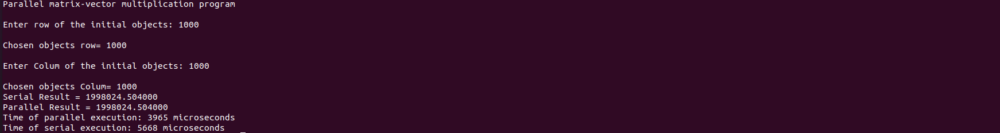 Parallel matrix-vector multiplication program
Enter row of the initial objects: 1000
Chosen objects row= 1000
Enter Colum of the initial objects: 1000
Chosen objects Colum= 1000
Serial Result = 1998024.504000
Parallel Result = 1998024.504000
Time of parallel execution: 3965 microseconds
Time of serial execution: 5668 microseconds